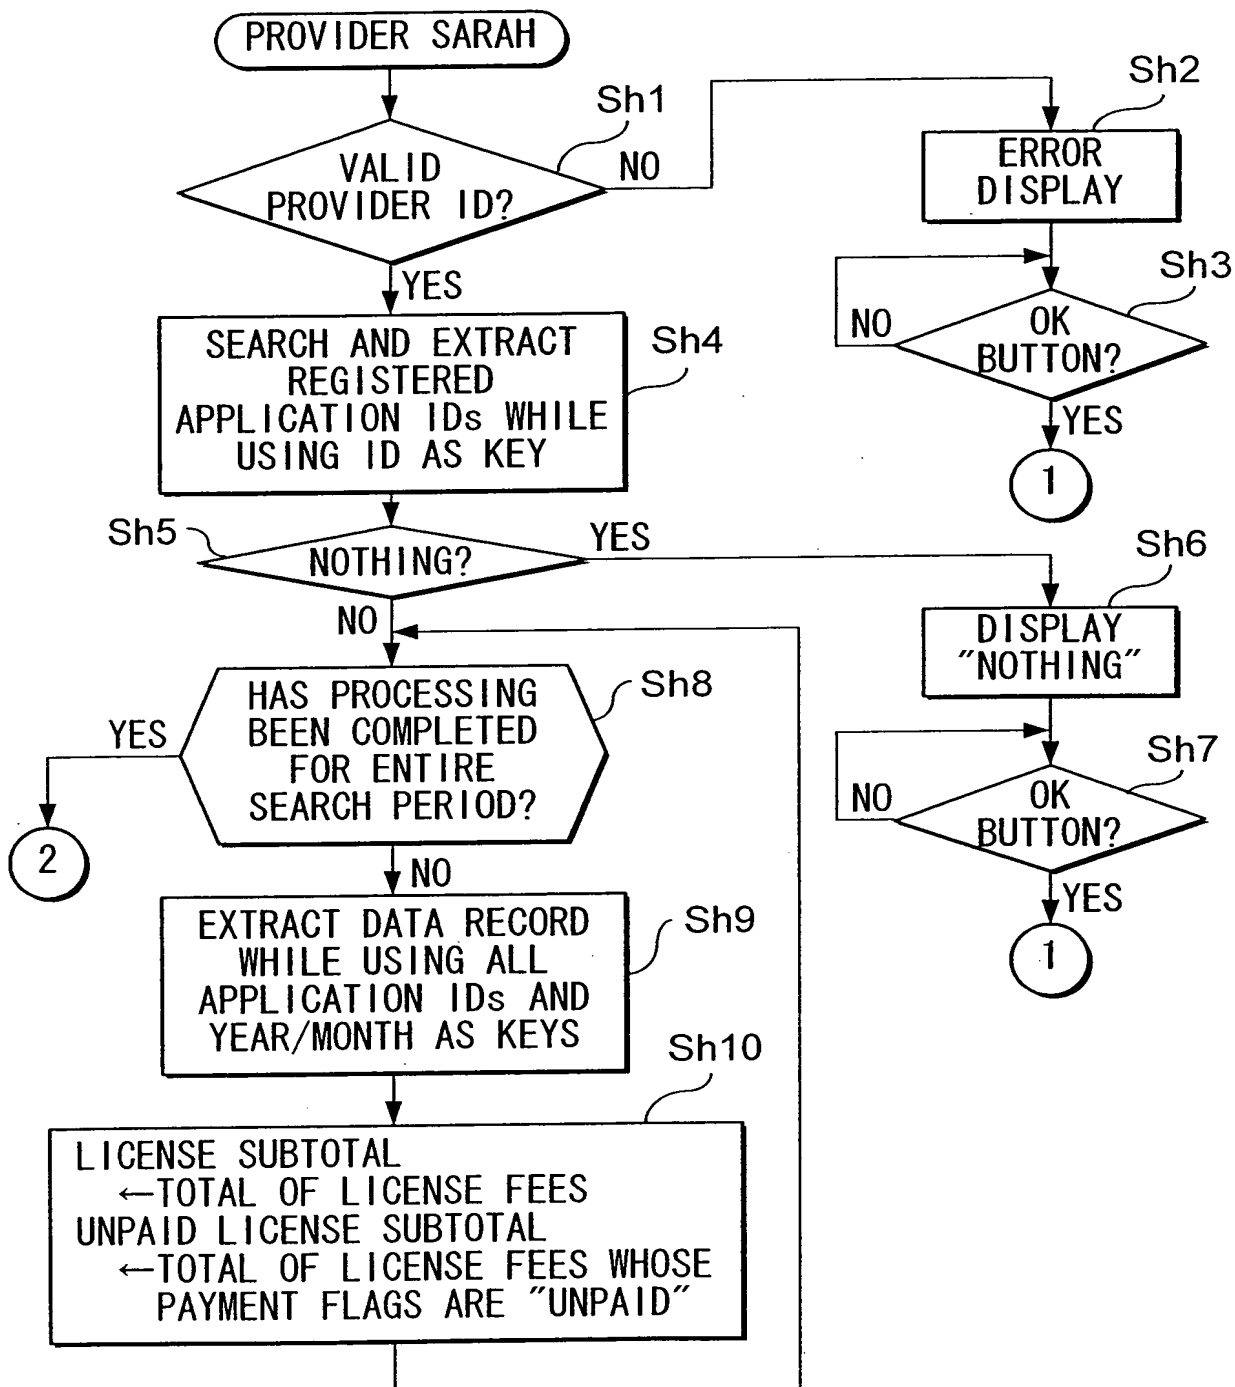 PROVIDER SARAH
Sh1
VALID
PROVIDER ID?
NO
YES
Sh2
ERROR
DISPLAY
Sh3
OK
BUTTON?
NO
YES
1
SEARCH AND EXTRACT
REGISTERED
APPLICATION IDs WHILE
USING ID AS KEY
Sh4
Sh5
NOTHING?
YES
NO
Sh6
DISPLAY
"NOTHING"
Sh7
OK
BUTTON?
NO
YES
1
HAS PROCESSING
BEEN COMPLETED
FOR ENTIRE
SEARCH PERIOD?
Sh8
YES
2
NO
EXTRACT DATA RECORD
WHILE USING ALL
APPLICATION IDs AND
YEAR/MONTH AS KEYS
Sh9
Sh10
LICENSE SUBTOTAL
←TOTAL OF LICENSE FEES
UNPAID LICENSE SUBTOTAL
←TOTAL OF LICENSE FEES WHOSE
PAYMENT FLAGS ARE "UNPAID"